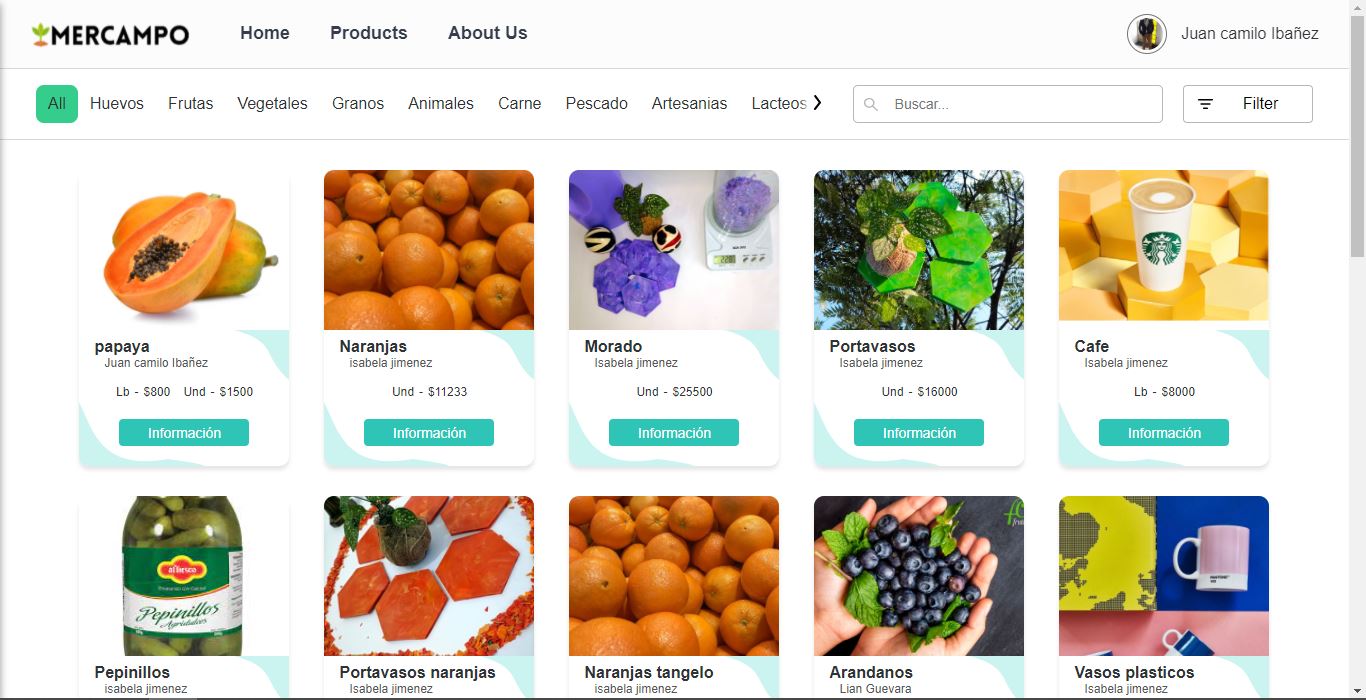 MERCAMPO
Home Products About Us
Juan camilo Ibañez
All Huevos Frutas Vegetales Granos Animales Carne Pescado Artesanias Lacteos
Buscar...
Filter
papaya
Juan camilo Ibañez
Lb - $800 Und - $1500
Información
Naranjas
isabela jimenez
Und - $11233
Información
Morado
Isabela jimenez
Und - $25500
Información
Portavasos
Isabela jimenez
Und - $16000
Información
Cafe
Isabela jimenez
Lb - $8000
Información
Pepinillos
Agridulces
Pepinillos
isabela jimenez
Portavasos naranjas
Isabela jimenez
Naranjas tangelo
isabela jimenez
Arandanos
Lian Guevara
PANTONE
Vasos plasticos
Isabela jimenez